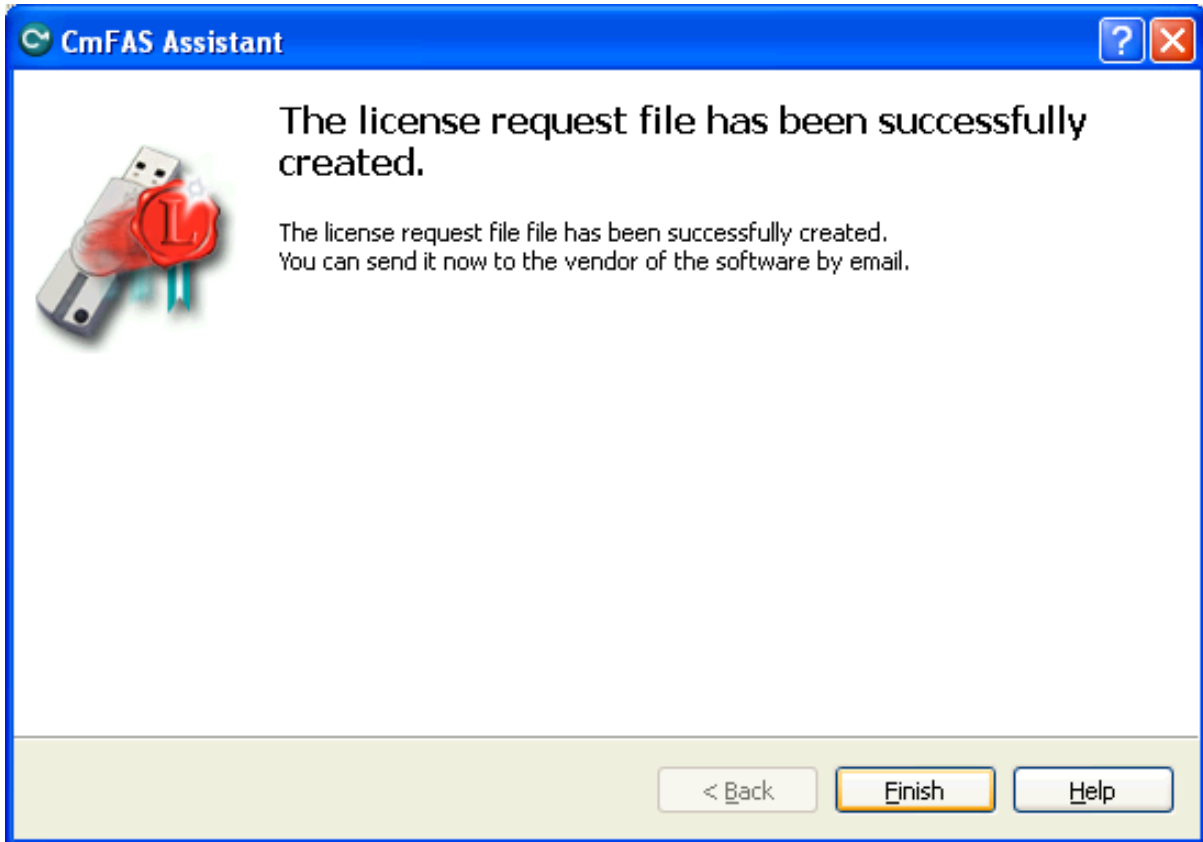 CmFAS Assistant
The license request file has been successfully
created.
L
The license request file file has been successfully created.
You can send it now to the vendor of the software by email.
< Back
Finish
Help